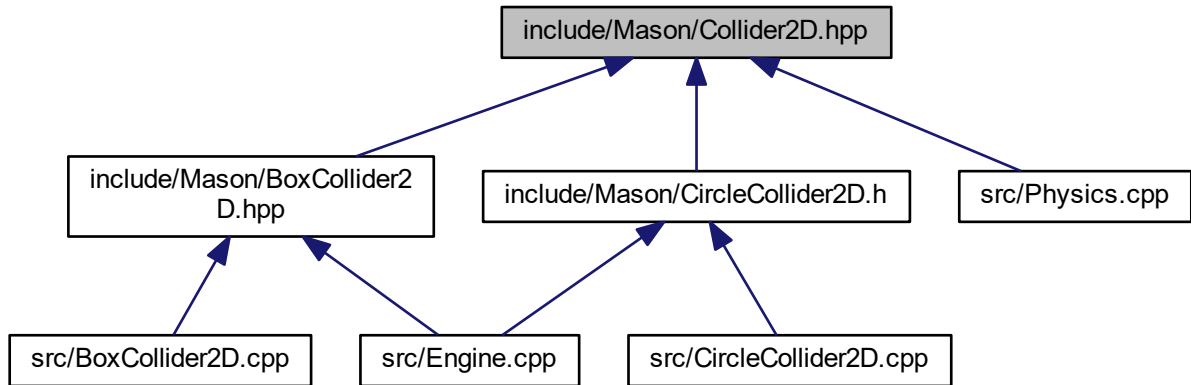 include/Mason/Collider2D.hpp
include/Mason/BoxCollider2
D.hpp
include/Mason/CircleCollider2D.h
src/Physics.cpp
src/BoxCollider2D.cpp
src/Engine.cpp
src/CircleCollider2D.cpp